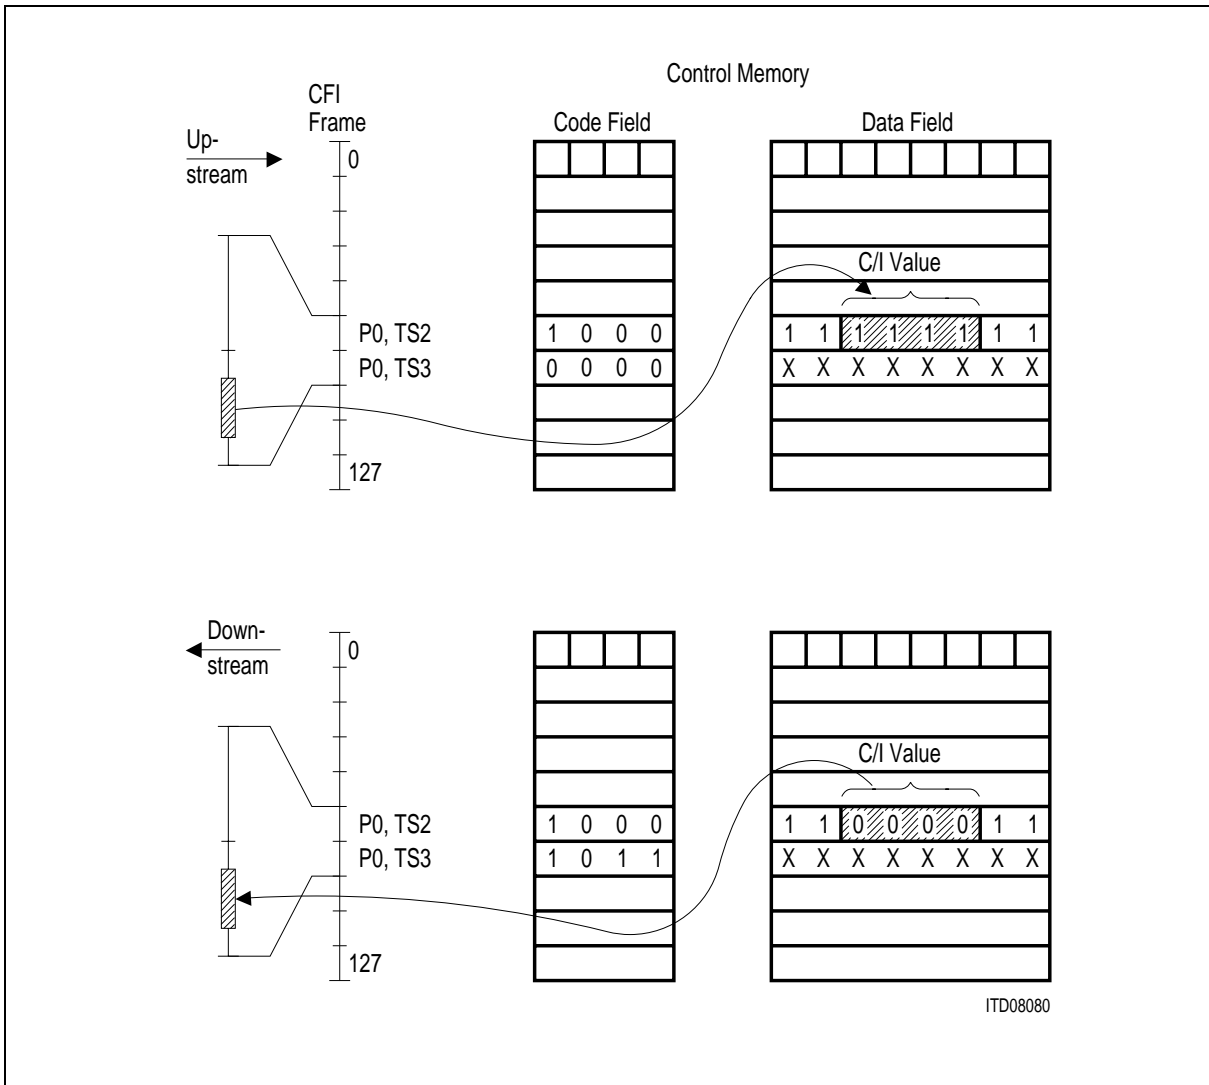 Control Memory
CFI
Frame
Code Field
Data Field
Up-
stream
0
C/I Value
P0, TS2
1 0 0 0
1 1 1 1 1 1 1 1
P0, TS3
0 0 0 0
X X X X X X X X
127
Down-
stream
0
C/I Value
P0, TS2
1 0 0 0
1 1 0 0 0 0 1 1
P0, TS3
1 0 1 1
X X X X X X X X
127
ITD08080